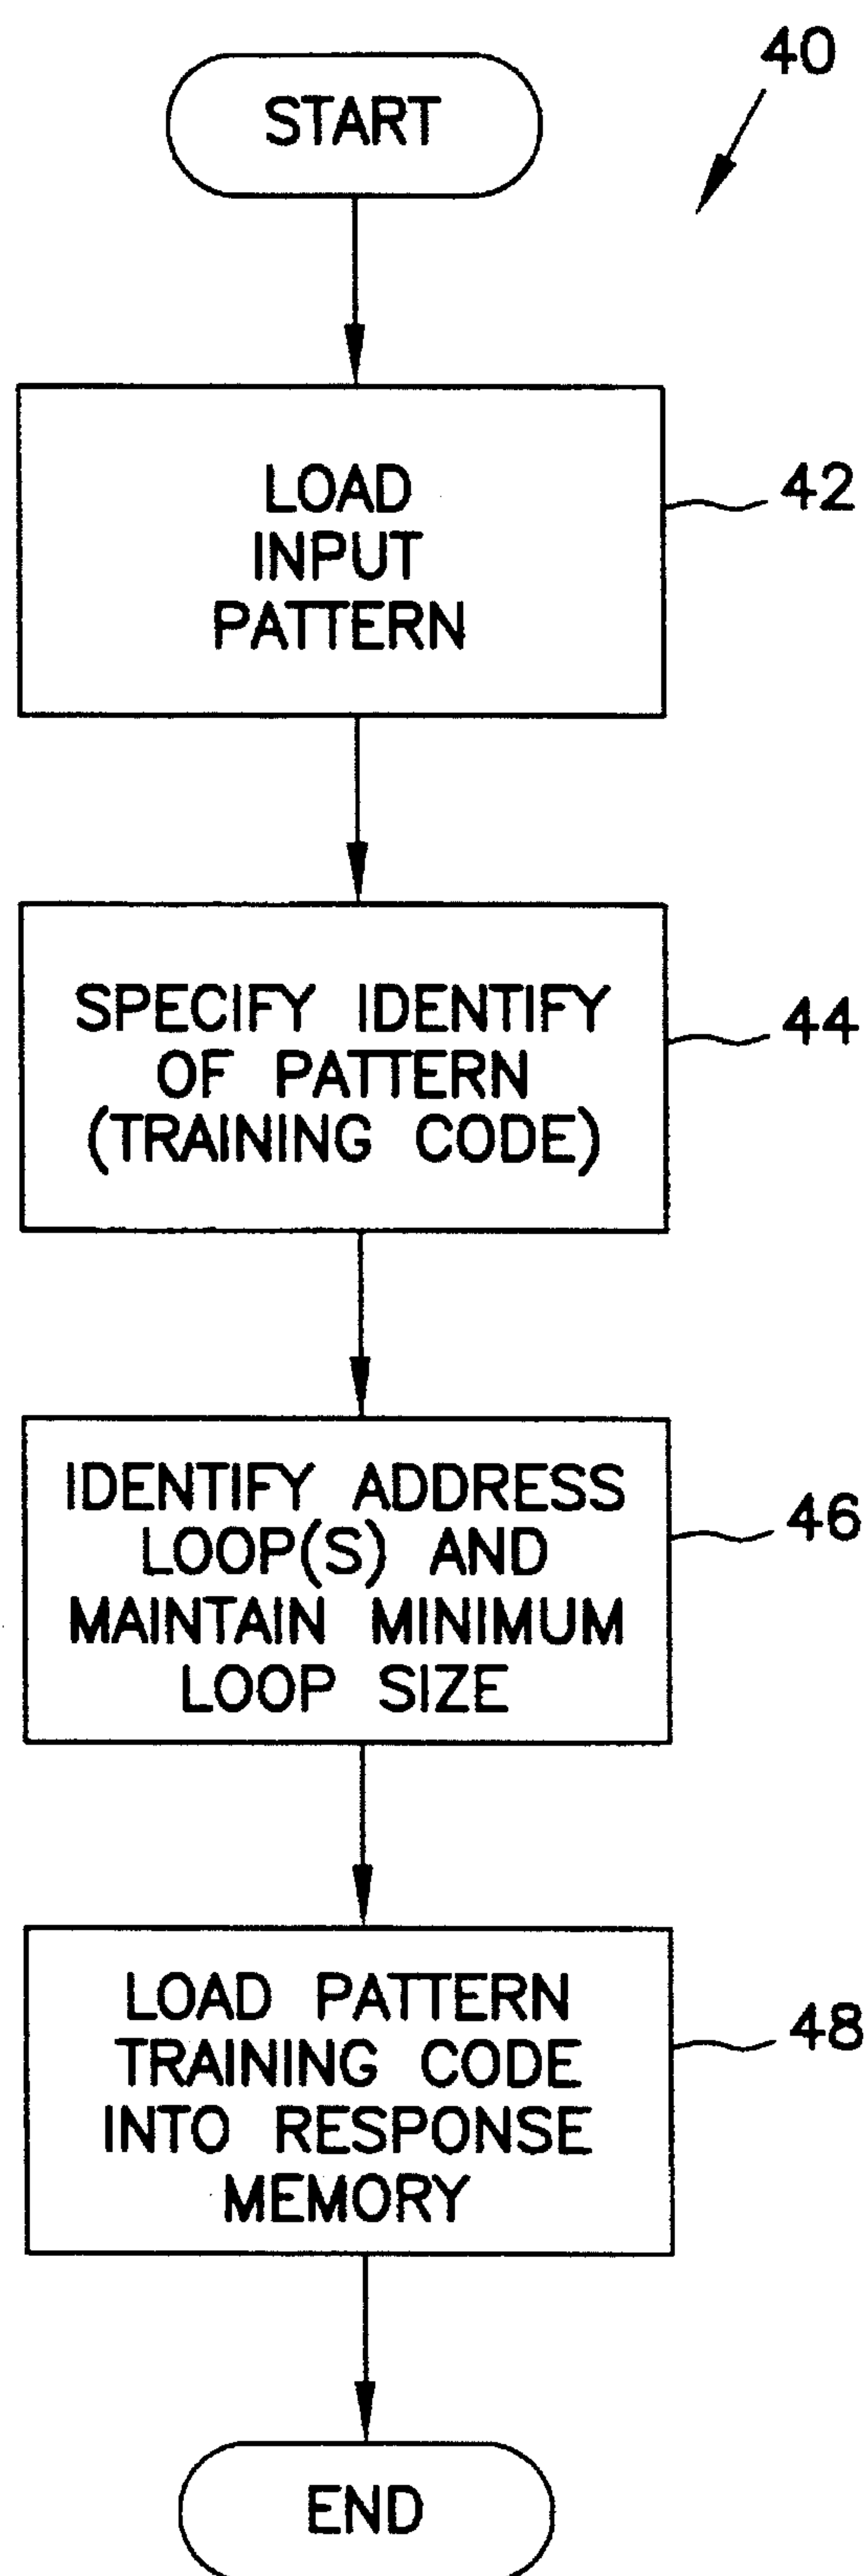 40
START
LOAD
INPUT
PATTERN
42
SPECIFY IDENTIFY
OF PATTERN
(TRAINING CODE)
44
IDENTIFY ADDRESS
LOOP(S) AND
MAINTAIN MINIMUM
LOOP SIZE
46
LOAD PATTERN
TRAINING CODE
INTO RESPONSE
MEMORY
48
END